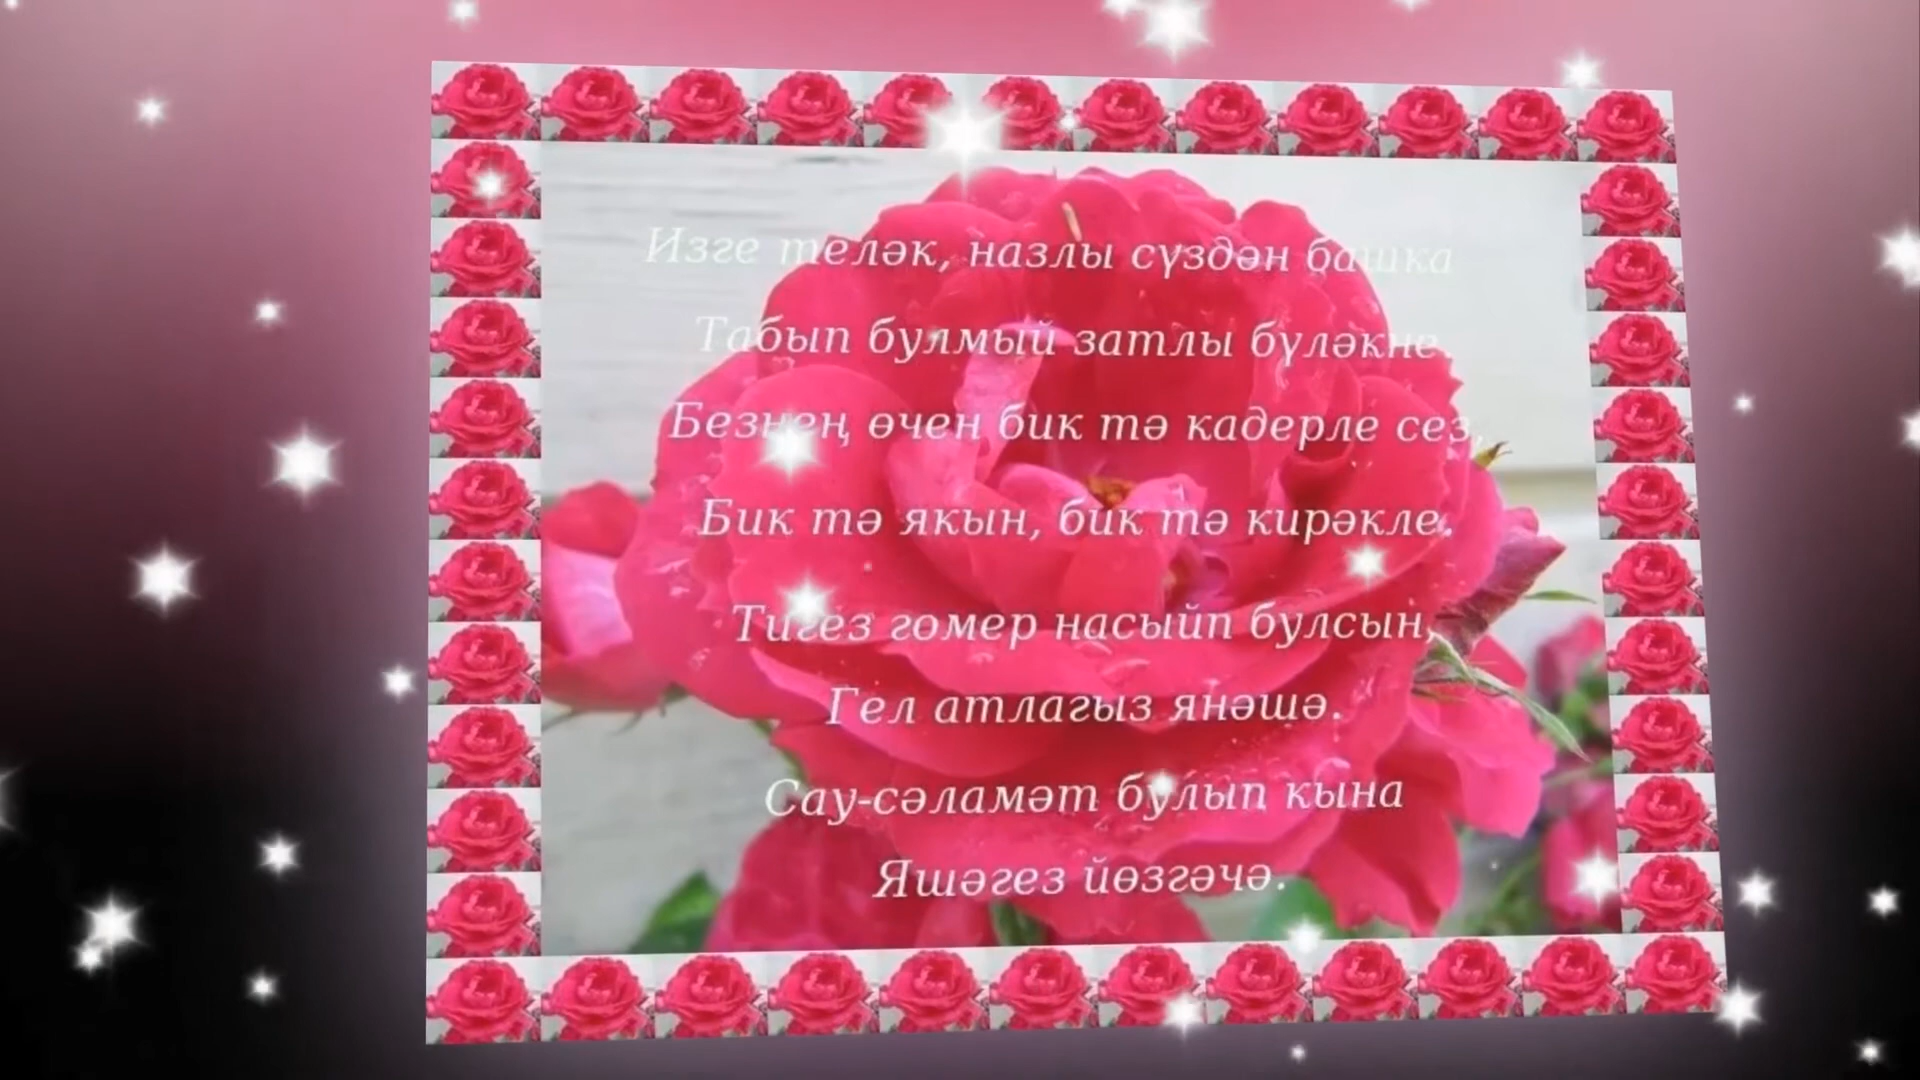 Изге теләк, назлы сүздән башка
Табып булмый затлы бүләкне.
Безнең өчен бик тә кадерле сез,
Бик тә якын, бик тә кирәкле.
Тигез гомер насыйп булсын,
Гел атлагыз янәшә.
Сау-сәламәт булып кына
Яшәгез йөзгәчә.